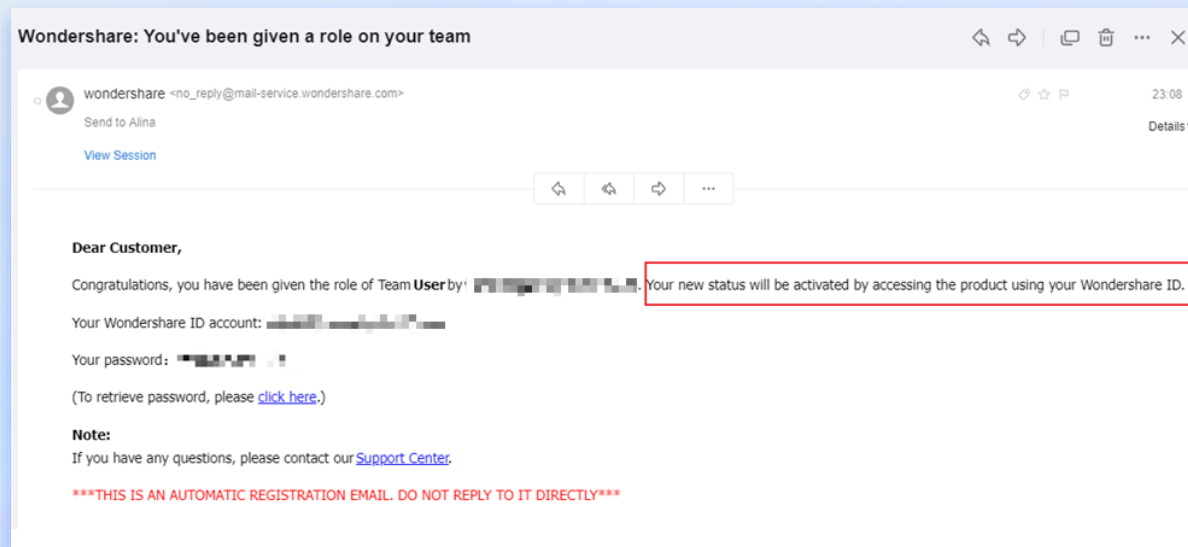 Wondershare: You've been given a role on your team
wondershare <no_reply@mail-service.wondershare.com>
23:08
Send to Alina
Details
View Session
Dear Customer,
Congratulations, you have been given the role of Team User by . Your new status will be activated by accessing the product using your Wondershare ID.
Your Wondershare ID account:
Your password:
(To retrieve password, please click here.)
Note:
If you have any questions, please contact our Support Center.
***THIS IS AN AUTOMATIC REGISTRATION EMAIL. DO NOT REPLY TO IT DIRECTLY***